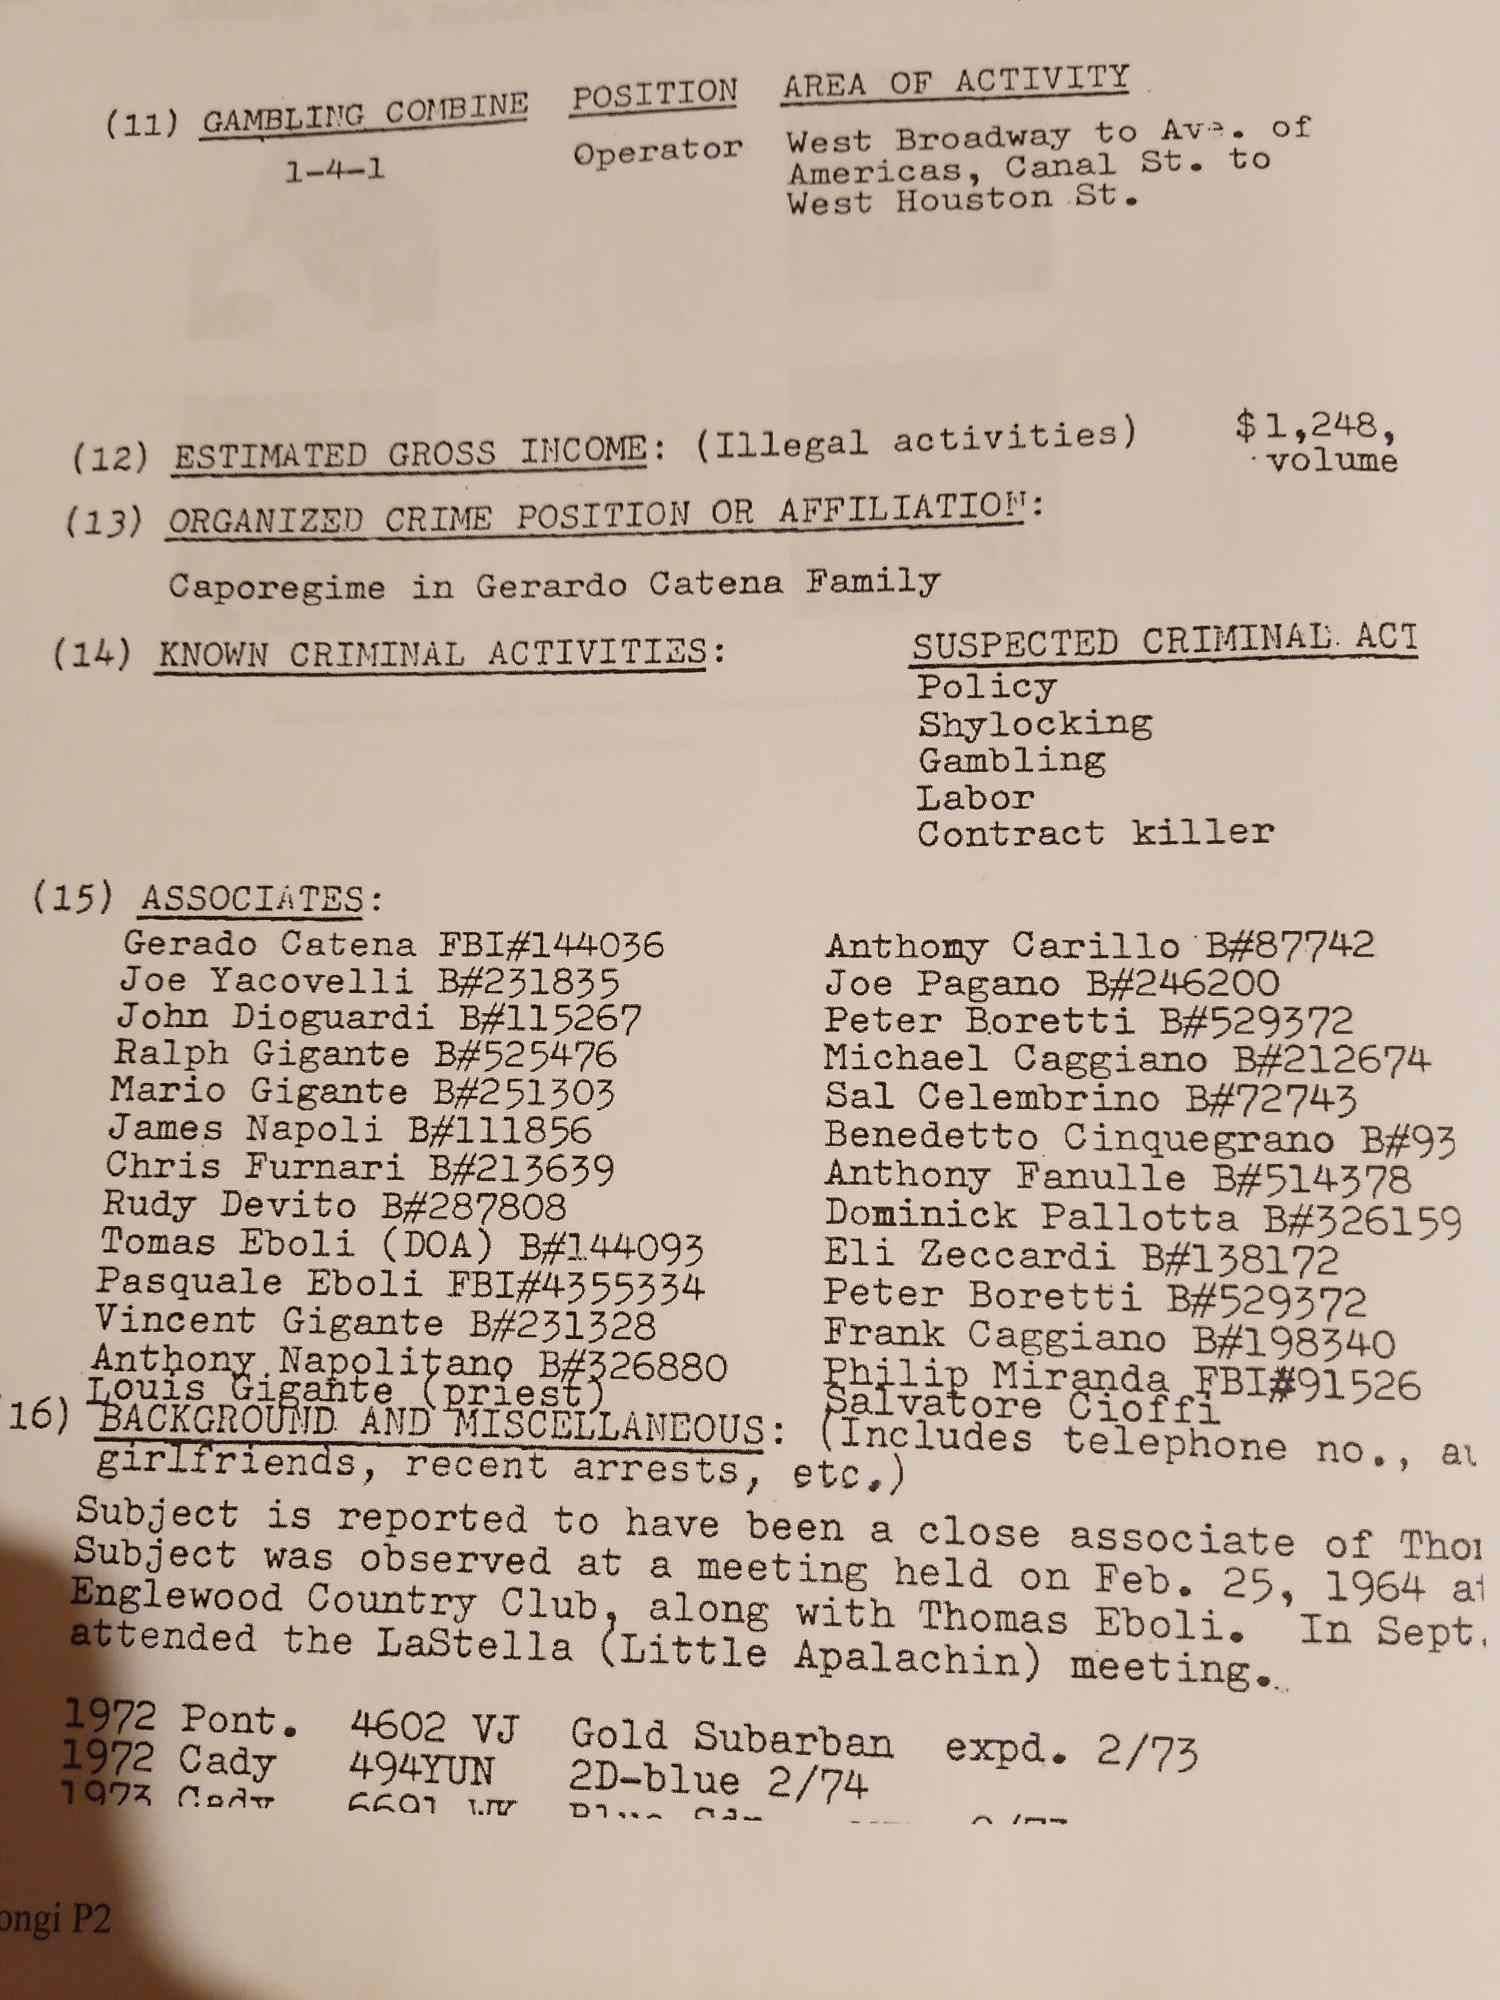 (11) GAMBLING COMBINE POSITION AREA OF ACTIVITY
1-4-1 Operator West Broadway to Ave. of
Americas, Canal St. to
West Houston St.
(12) ESTIMATED GROSS INCOME: (Illegal activities) $1,248,
volume
(13) ORGANIZED CRIME POSITION OR AFFILIATION:
Caporegime in Gerardo Catena Family
(14) KNOWN CRIMINAL ACTIVITIES: SUSPECTED CRIMINAL ACT
Policy
Shylocking
Gambling
Labor
Contract killer
(15) ASSOCIATES:
Gerado Catena FBI#144036 Anthony Carillo B#87742
Joe Yacovelli B#231835 Joe Pagano B#246200
John Dioguardi B#115267 Peter Boretti B#529372
Ralph Gigante B#525476 Michael Caggiano B#212674
Mario Gigante B#251303 Sal Celembrino B#72743
James Napoli B#111856 Benedetto Cinquegrano B#93
Chris Furnari B#213639 Anthony Fanulle B#514378
Rudy Devito B#287808 Dominick Pallotta B#326159
Tomas Eboli (DOA) B#144093 Eli Zeccardi B#138172
Pasquale Eboli FBI#4355334 Peter Boretti B#529372
Vincent Gigante B#231328 Frank Caggiano B#198340
Anthony Napolitano B#326880 Philip Miranda FBI#91526
Louis Gigante (priest) Salvatore Cioffi
16) BACKGROUND AND MISCELLANEOUS: (Includes telephone no., au
girlfriends, recent arrests, etc.)
Subject is reported to have been a close associate of Thom
Subject was observed at a meeting held on Feb. 25, 1964 at
Englewood Country Club, along with Thomas Eboli. In Sept.
attended the LaStella (Little Apalachin) meeting.
1972 Pont. 4602 VJ Gold Subarban expd. 2/73
1972 Cady 494YUN 2D-blue 2/74
1973 Cady
ongi P2